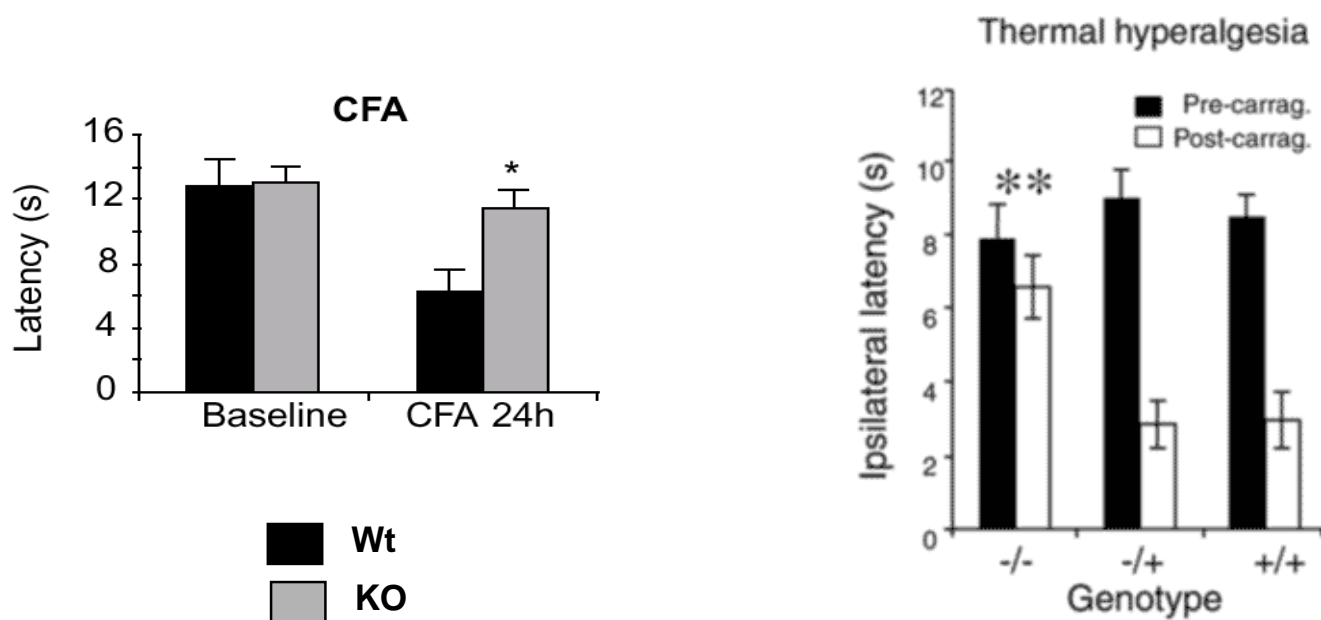 CFA
Latency (s)
16
12
8
4
0
Baseline
CFA 24h
*
Wt
KO
Thermal hyperalgesia
Pre-carrag.
Post-carrag.
Ipsilateral latency (s)
12
10
8
6
4
2
0
**
-/-
-/+
+/+
Genotype